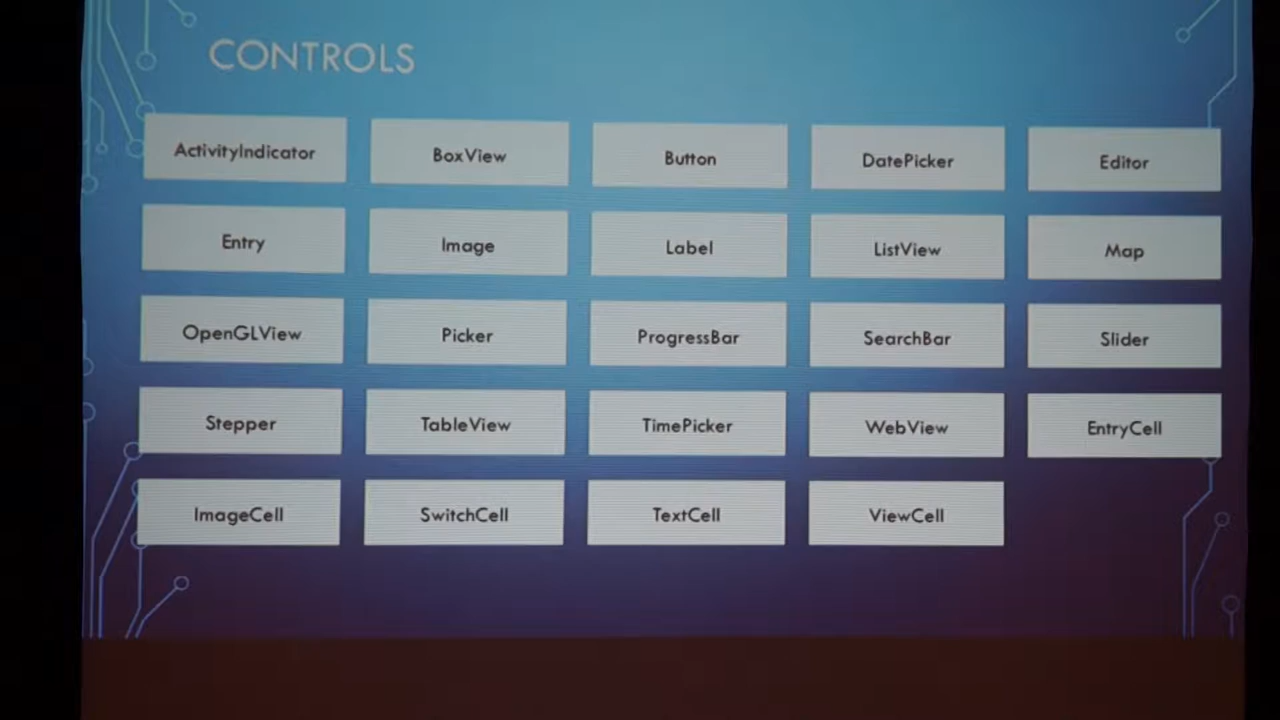 CONTROLS
ActivityIndicator
BoxView
Button
DatePicker
Editor
Entry
Image
Label
ListView
Map
OpenGLView
Picker
ProgressBar
SearchBar
Slider
Stepper
TableView
TimePicker
WebView
EntryCell
ImageCell
SwitchCell
TextCell
ViewCell